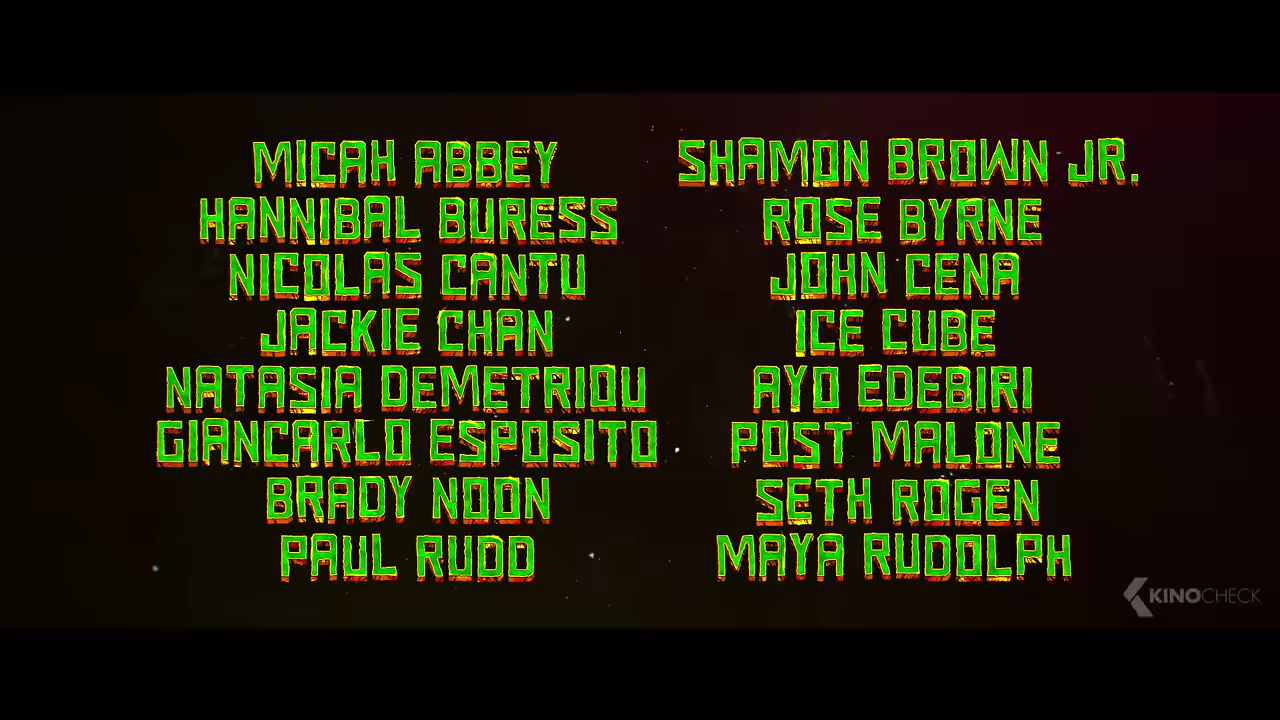 MICAH ABBEY SHAMON BROWN JR.
HANNIBAL BURESS ROSE BYRNE
NICOLAS CANTU JOHN CENA
JACKIE CHAN ICE CUBE
NATASIA DEMETRIOU AYO EDEBIRI
GIANCARLO ESPOSITO POST MALONE
BRADY NOON SETH ROGEN
PAUL RUDD MAYA RUDOLPH
KINOCHECK